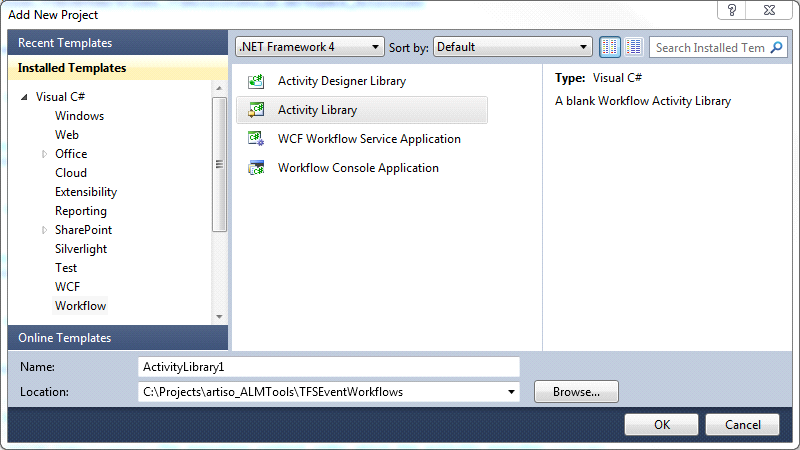 Add New Project
Recent Templates
Installed Templates
Visual C#
Windows
Web
Office
Cloud
Extensibility
Reporting
SharePoint
Silverlight
Test
WCF
Workflow
Online Templates
.NET Framework 4
Sort by: Default
Search Installed Tem
Activity Designer Library
Activity Library
WCF Workflow Service Application
Workflow Console Application
Type: Visual C#
A blank Workflow Activity Library
Name: ActivityLibrary1
Location: C:\Projects\artiso_ALMTools\TFSEventWorkflows
Browse...
OK Cancel